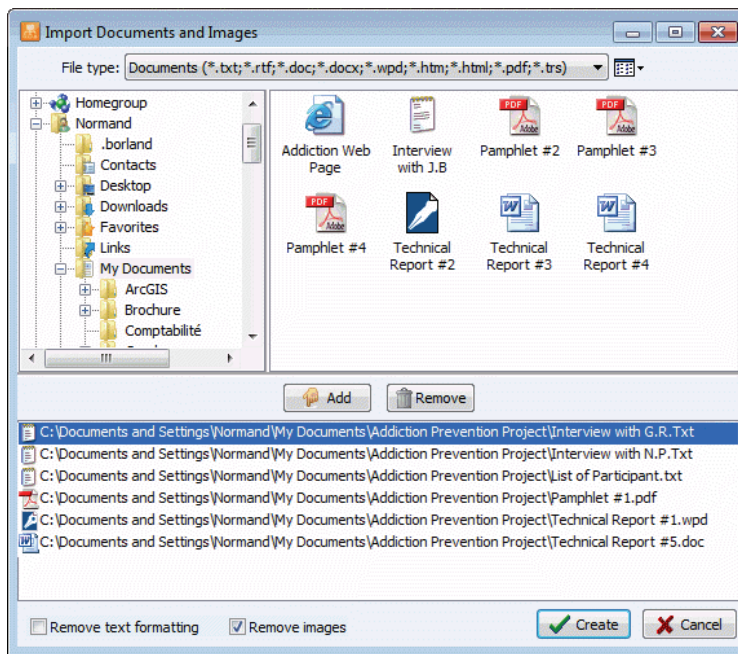 Import Documents and Images
File type: Documents (*.txt;*.rtf;*.doc;*.docx;*.wpd;*.htm;*.html;*.pdf;*.trs)
Homegroup
Normand
.borland
Contacts
Desktop
Downloads
Favorites
Links
My Documents
ArcGIS
Brochure
Comptabilité
Addiction Web
Page
Interview
with J.B
PDF
Adobe
Pamphlet #2
PDF
Adobe
Pamphlet #3
PDF
Adobe
Pamphlet #4
Technical
Report #2
W
Technical
Report #3
W
Technical
Report #4
Add
Remove
C:\Documents and Settings\Normand\My Documents\Addiction Prevention Project\Interview with G.R.Txt
C:\Documents and Settings\Normand\My Documents\Addiction Prevention Project\Interview with N.P.Txt
C:\Documents and Settings\Normand\My Documents\Addiction Prevention Project\List of Participant.txt
C:\Documents and Settings\Normand\My Documents\Addiction Prevention Project\Pamphlet #1.pdf
C:\Documents and Settings\Normand\My Documents\Addiction Prevention Project\Technical Report #1.wpd
C:\Documents and Settings\Normand\My Documents\Addiction Prevention Project\Technical Report #5.doc
Remove text formatting
Remove images
Create
Cancel